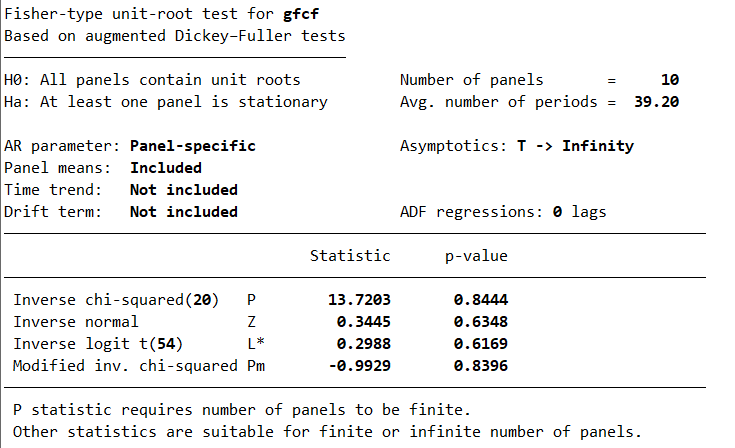 Fisher-type unit-root test for gfcf
Based on augmented Dickey–Fuller tests
H0: All panels contain unit roots Number of panels = 10
Ha: At least one panel is stationary Avg. number of periods = 39.20
AR parameter: Panel-specific Asymptotics: T -> Infinity
Panel means: Included
Time trend: Not included
Drift term: Not included ADF regressions: 0 lags
Statistic p-value
Inverse chi-squared(20) P 13.7203 0.8444
Inverse normal Z 0.3445 0.6348
Inverse logit t(54) L* 0.2988 0.6169
Modified inv. chi-squared Pm -0.9929 0.8396
P statistic requires number of panels to be finite.
Other statistics are suitable for finite or infinite number of panels.